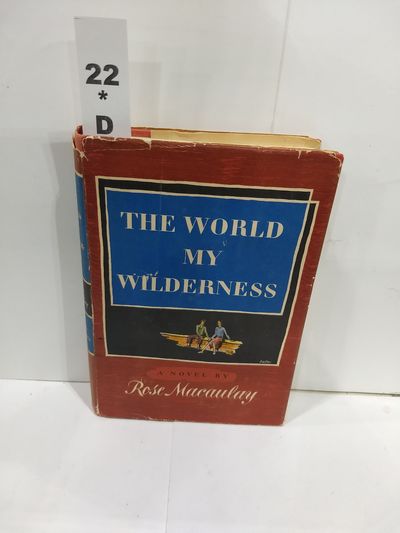 22
*
D
THE WORLD
MY
WILDERNESS
A NOVEL BY
Rose Macaulay